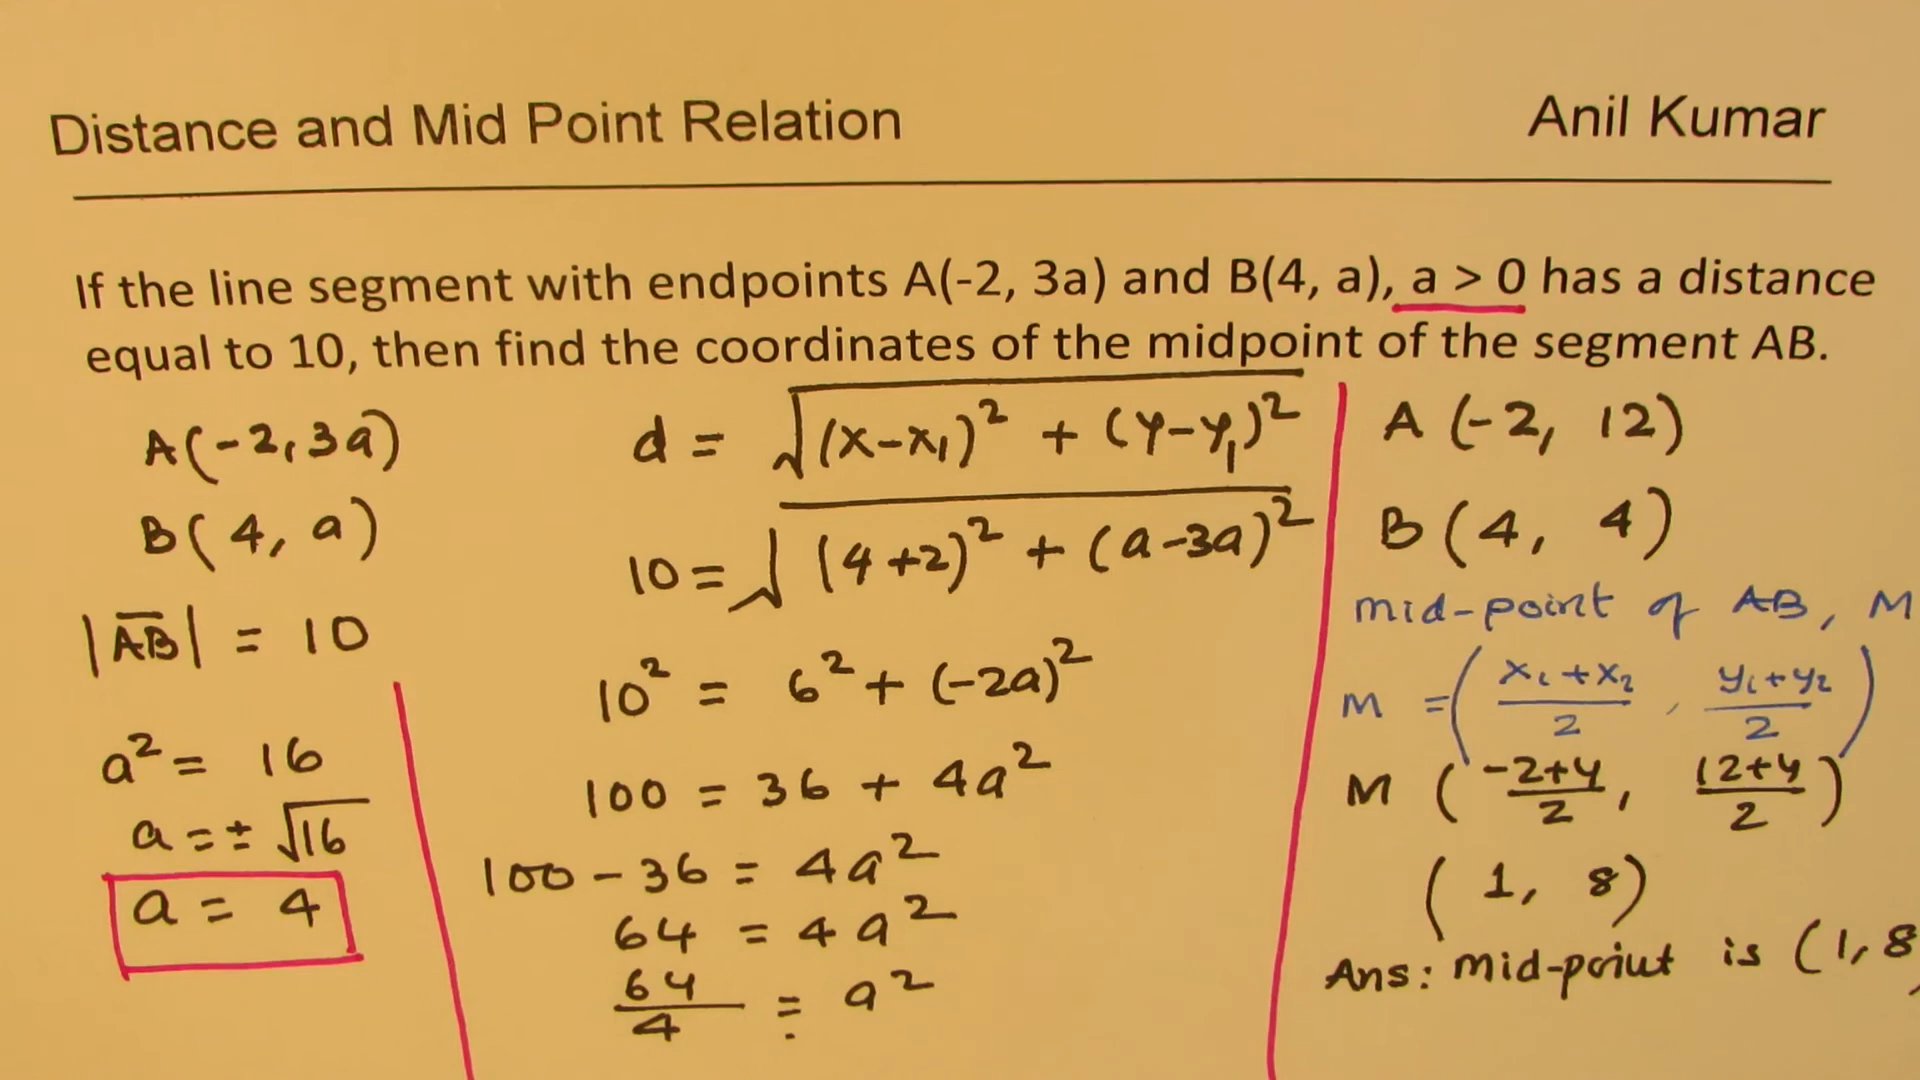 Distance and Mid Point Relation
Anil Kumar
If the line segment with endpoints A(-2, 3a) and B(4, a), a > 0 has a distance
equal to 10, then find the coordinates of the midpoint of the segment AB.
A(-2, 3a)
B(4, a)
|A̅B̅| = 10
a² = 16
a = ± √16
a = 4
d = √((x-x₁)² + (y-y₁)²)
10 = √((4+2)² + (a-3a)²)
10² = 6² + (-2a)²
100 = 36 + 4a²
100 - 36 = 4a²
64 = 4a²
64/4 = a²
A (-2, 12)
B (4, 4)
mid-point of AB, M
M = (x₁+x₂/2, y₁+y₂/2)
M (-2+4/2, 12+4/2)
(1, 8)
Ans: mid-point is (1, 8)